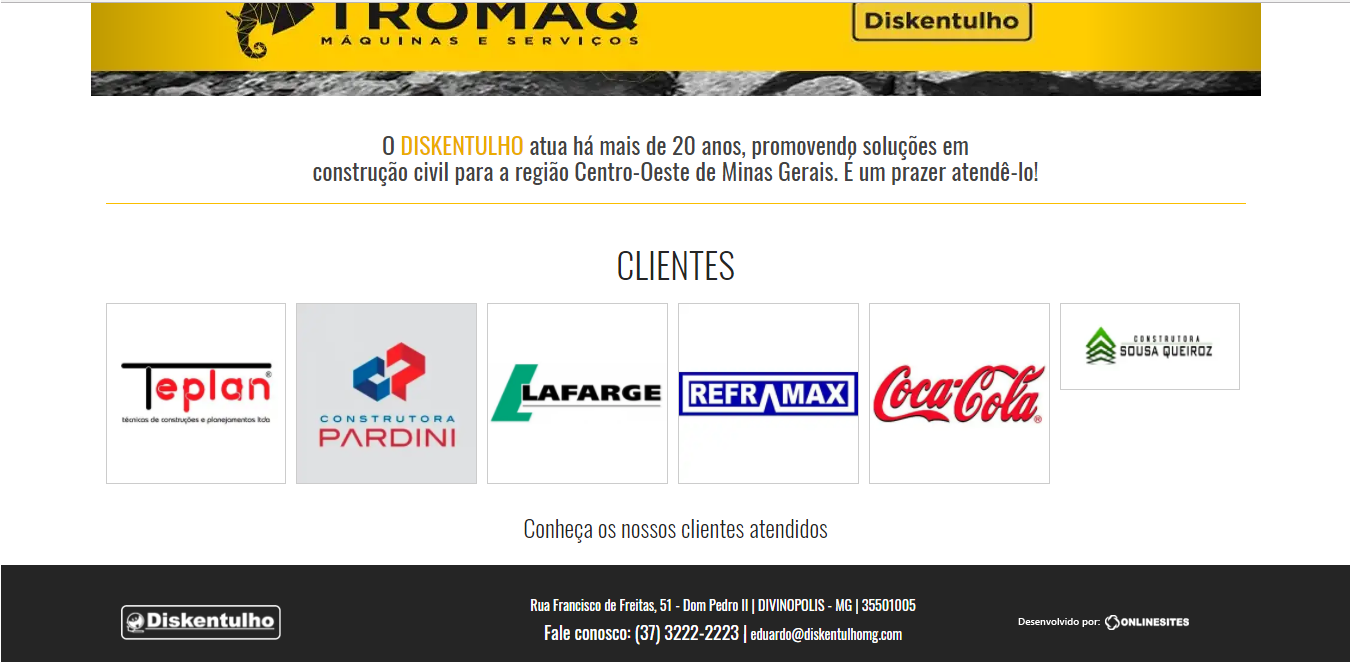 TROMAQ
MÁQUINAS E SERVIÇOS
Diskentulho
O DISKENTULHO atua há mais de 20 anos, promovendo soluções em
construção civil para a região Centro-Oeste de Minas Gerais. É um prazer atendê-lo!
CLIENTES
Teplan®
técnicas de construções e planejamentos ltda
CONSTRUTORA
PARDINI
LAFARGE
REFRAMAX
Coca-Cola®
CONSTRUTORA
SOUSA QUEIROZ
Conheça os nossos clientes atendidos
Diskentulho
Rua Francisco de Freitas, 51 - Dom Pedro II | DIVINOPOLIS - MG | 35501005
Fale conosco: (37) 3222-2223 | eduardo@diskentulhomg.com
Desenvolvido por: ONLINESITES